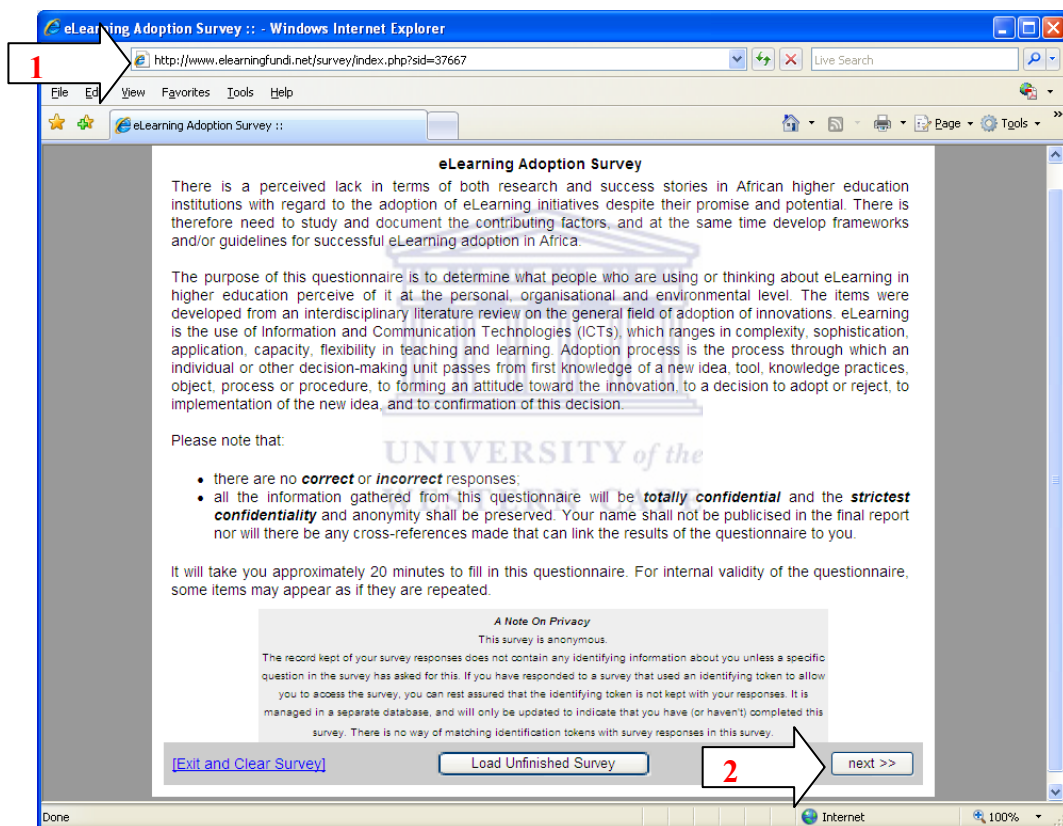 eLearning Adoption Survey :: - Windows Internet Explorer
1
http://www.elearningfundi.net/survey/index.php?sid=37667
Live Search
File Edit View Favorites Tools Help
eLearning Adoption Survey ::
Page
Tools
eLearning Adoption Survey
There is a perceived lack in terms of both research and success stories in African higher education
institutions with regard to the adoption of eLearning initiatives despite their promise and potential. There is
therefore need to study and document the contributing factors, and at the same time develop frameworks
and/or guidelines for successful eLearning adoption in Africa.
The purpose of this questionnaire is to determine what people who are using or thinking about eLearning in
higher education perceive of it at the personal, organisational and environmental level. The items were
developed from an interdisciplinary literature review on the general field of adoption of innovations. eLearning
is the use of Information and Communication Technologies (ICTs), which ranges in complexity, sophistication,
application, capacity, flexibility in teaching and learning. Adoption process is the process through which an
individual or other decision-making unit passes from first knowledge of a new idea, tool, knowledge practices,
object, process or procedure, to forming an attitude toward the innovation, to a decision to adopt or reject, to
implementation of the new idea, and to confirmation of this decision.
Please note that:
UNIVERSITY of the
• there are no correct or incorrect responses;
WESTERN CAPE
• all the information gathered from this questionnaire will be totally confidential and the strictest
confidentiality and anonymity shall be preserved. Your name shall not be publicised in the final report
nor will there be any cross-references made that can link the results of the questionnaire to you.
It will take you approximately 20 minutes to fill in this questionnaire. For internal validity of the questionnaire,
some items may appear as if they are repeated.
A Note On Privacy
This survey is anonymous.
The record kept of your survey responses does not contain any identifying information about you unless a specific
question in the survey has asked for this. If you have responded to a survey that used an identifying token to allow
you to access the survey, you can rest assured that the identifying token is not kept with your responses. It is
managed in a separate database, and will only be updated to indicate that you have (or haven't) completed this
survey. There is no way of matching identification tokens with survey responses in this survey.
[Exit and Clear Survey]
Load Unfinished Survey
2
next >>
Done
Internet
100%